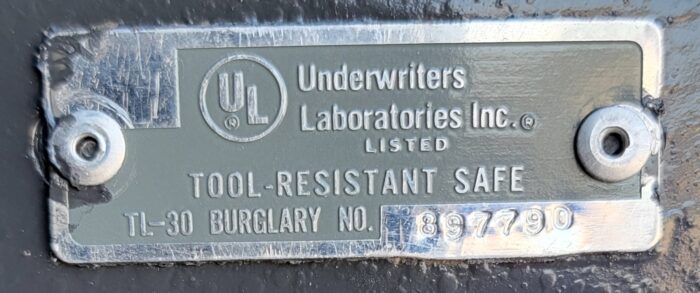 UL ®
Underwriters
Laboratories Inc.®
LISTED
TOOL-RESISTANT SAFE
TL-30 BURGLARY NO. 897790